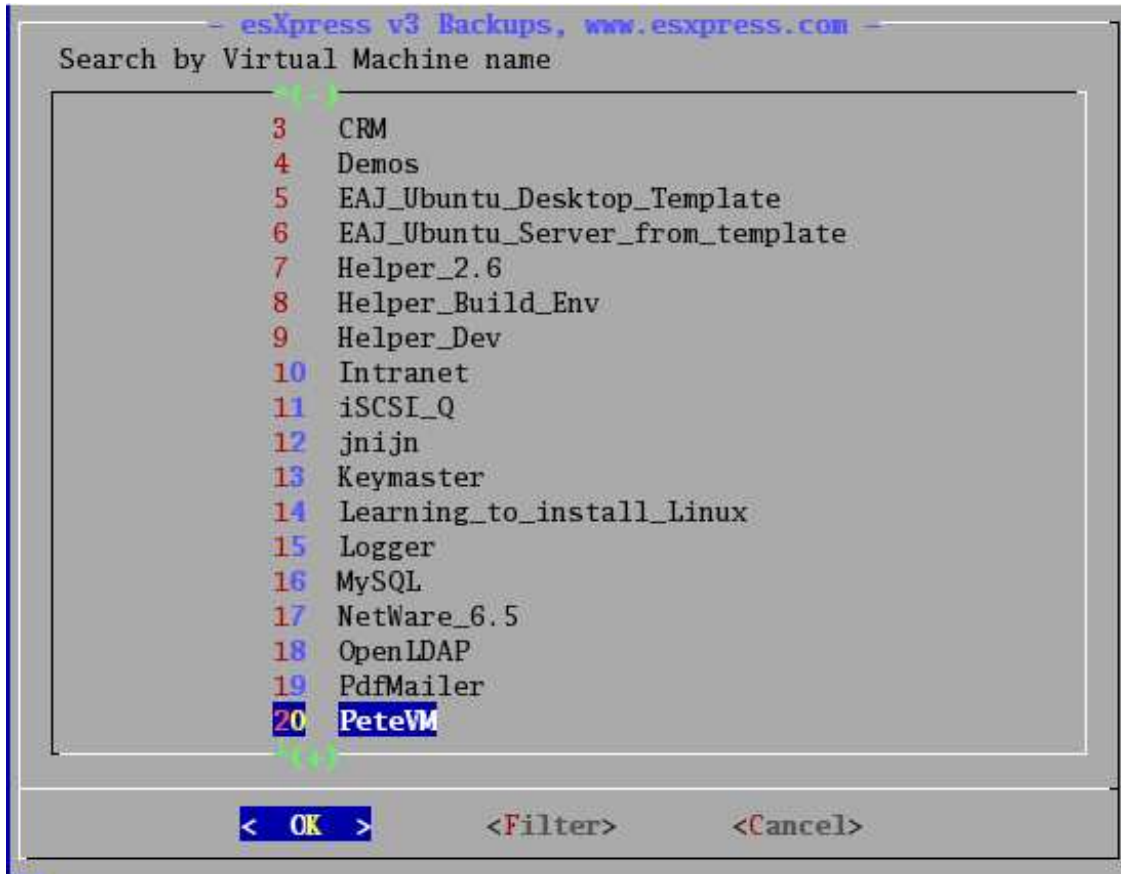 - esXpress v3 Backups, www.esxpress.com -
Search by Virtual Machine name
^(-)
3 CRM
4 Demos
5 EAJ_Ubuntu_Desktop_Template
6 EAJ_Ubuntu_Server_from_template
7 Helper_2.6
8 Helper_Build_Env
9 Helper_Dev
10 Intranet
11 iSCSI_Q
12 jnijn
13 Keymaster
14 Learning_to_install_Linux
15 Logger
16 MySQL
17 NetWare_6.5
18 OpenLDAP
19 PdfMailer
20 PeteVM
(+)
< OK > <Filter> <Cancel>